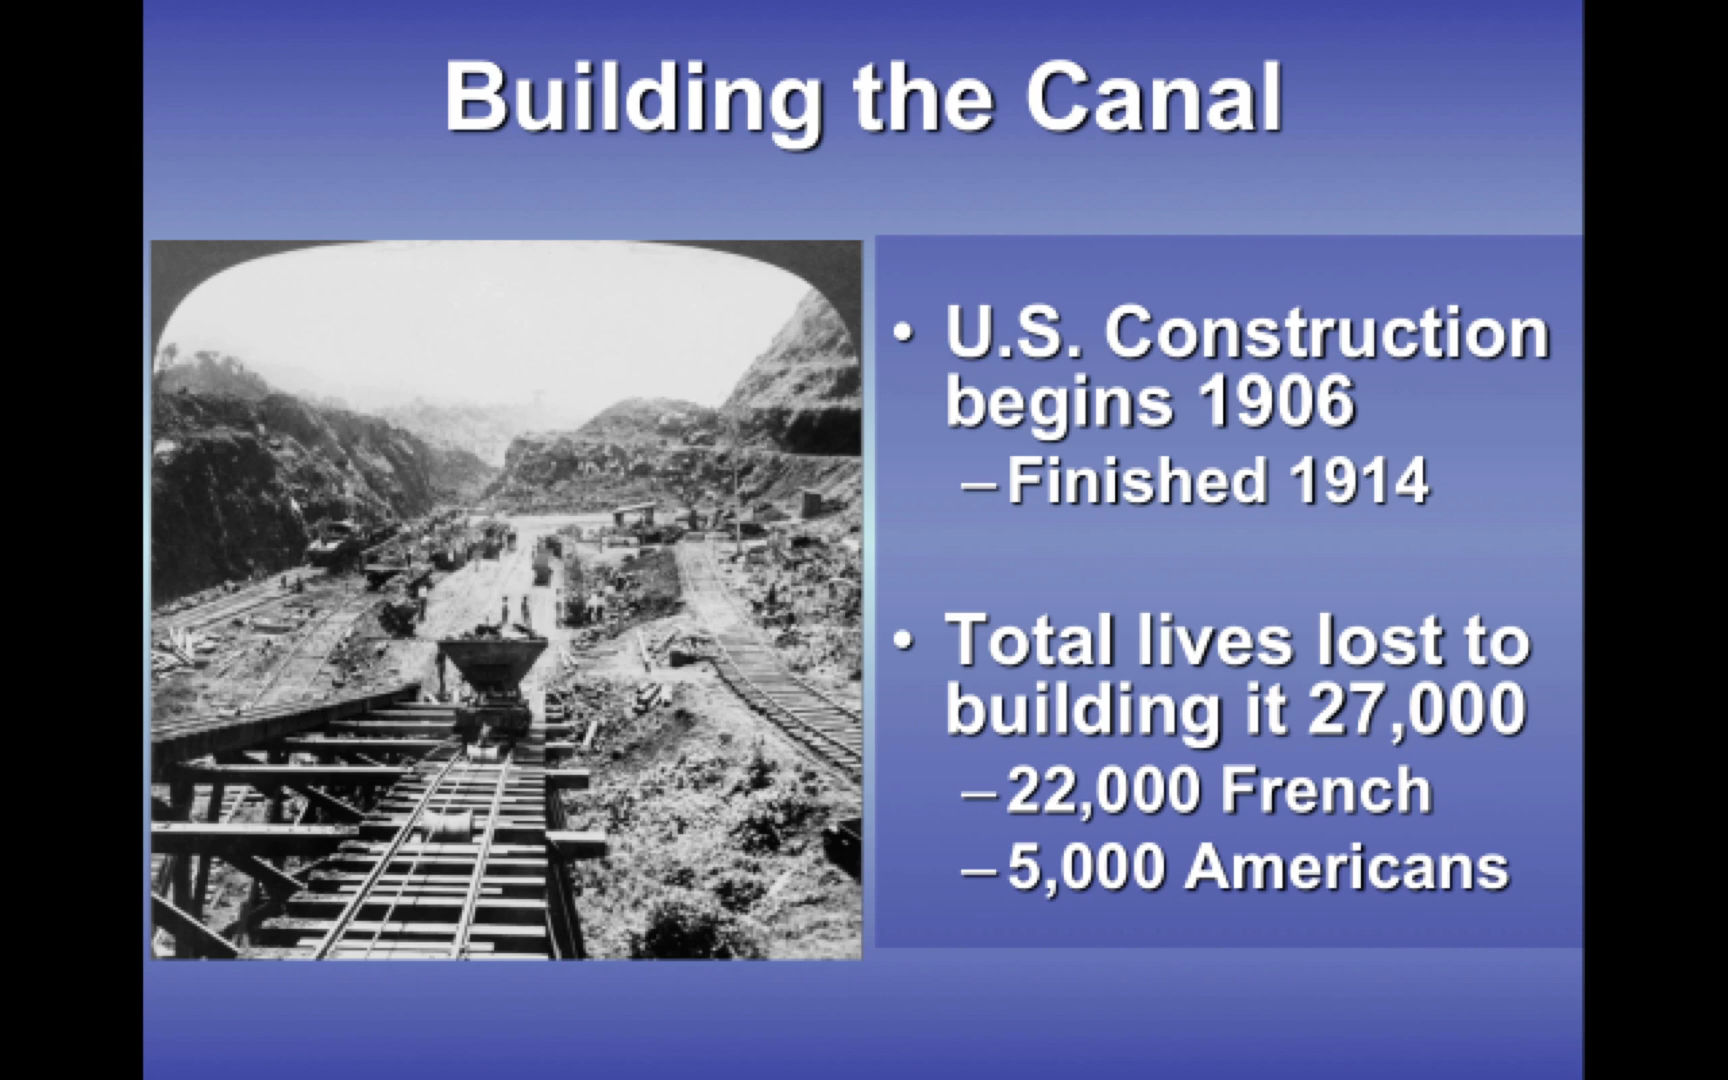 Building the Canal
• U.S. Construction
begins 1906
– Finished 1914
• Total lives lost to
building it 27,000
– 22,000 French
– 5,000 Americans